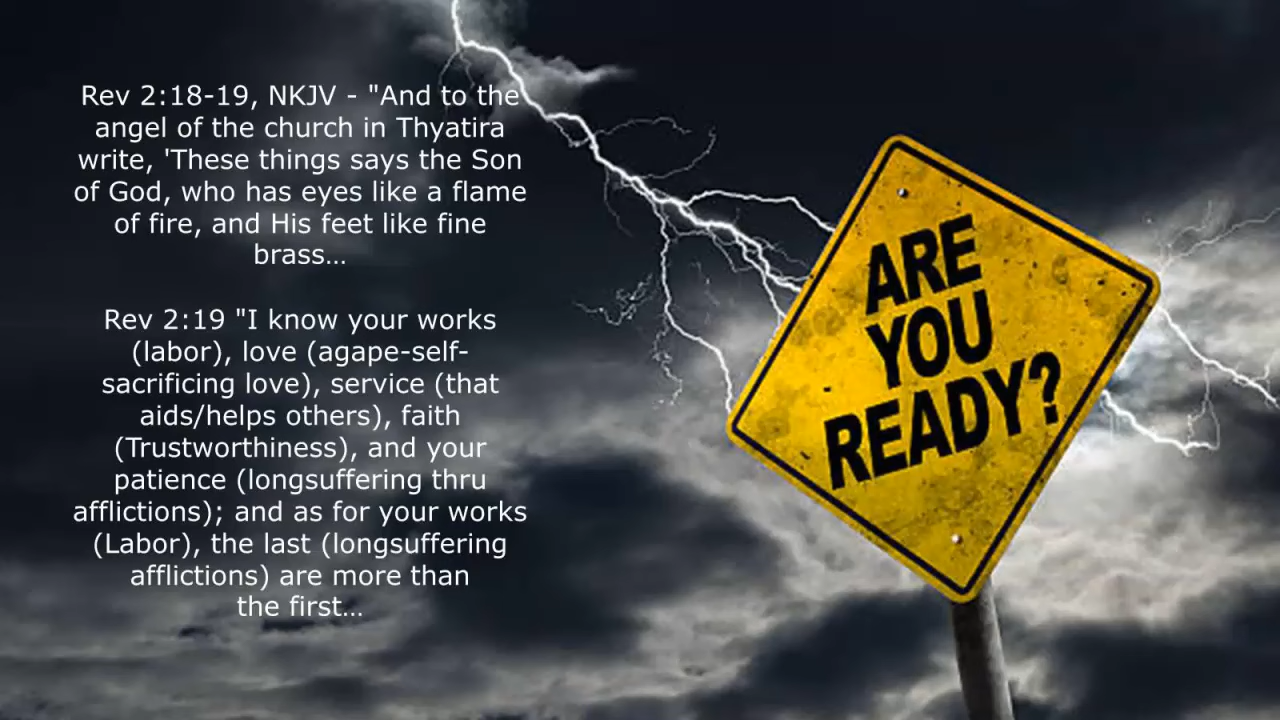 Rev 2:18-19, NKJV - "And to the
angel of the church in Thyatira
write, 'These things says the Son
of God, who has eyes like a flame
of fire, and His feet like fine
brass…
Rev 2:19 "I know your works
(labor), love (agape-self-
sacrificing love), service (that
aids/helps others), faith
(Trustworthiness), and your
patience (longsuffering thru
afflictions); and as for your works
(Labor), the last (longsuffering
afflictions) are more than
the first…
ARE
YOU
READY?